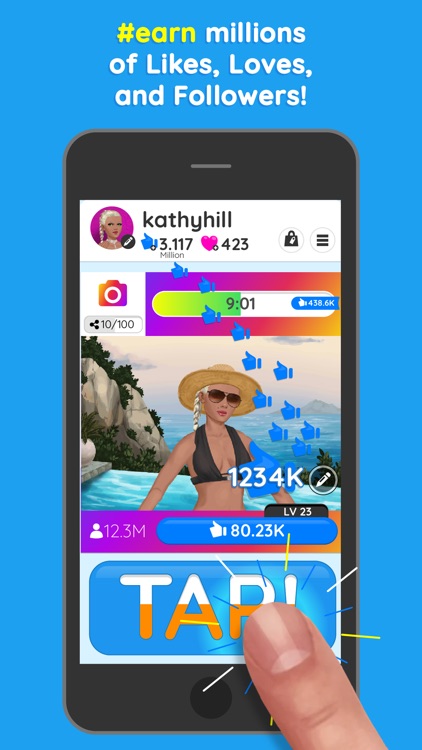 #earn millions
of Likes, Loves,
and Followers!
kathyhill
3.117 423
Million
9:01 438.6K
10/100
1234K
LV 23
12.3M 80.23K
TAP!